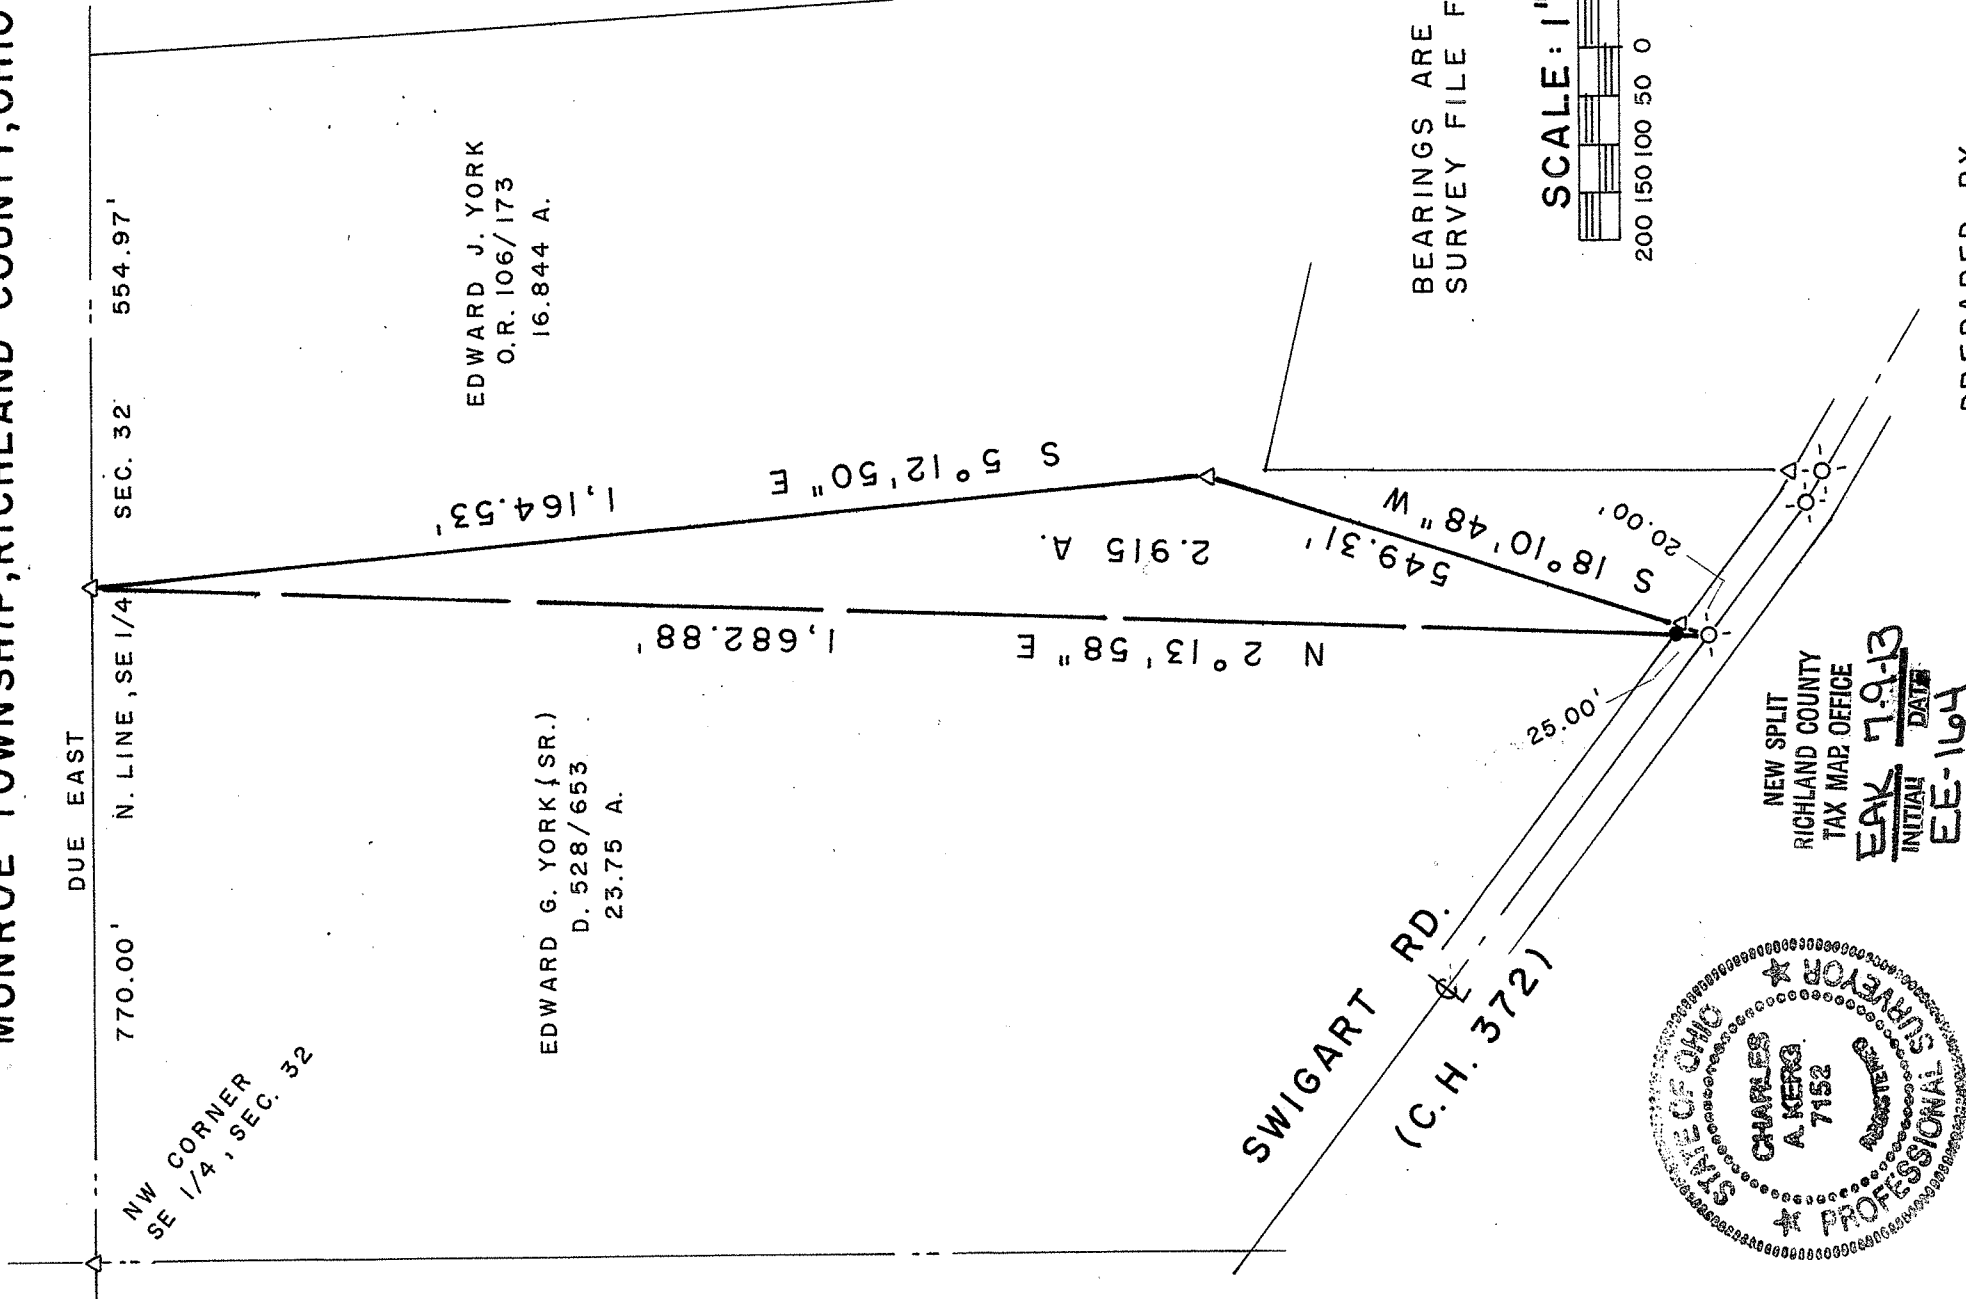 MONROE TOWNSHIP, RICHLAND COUNTY, OHIO
DUE EAST
770.00'
N. LINE, SE 1/4 SEC. 32
554.97'
NW CORNER
SE 1/4, SEC. 32
EDWARD J. YORK
O.R. 106/173
16.844 A.
EDWARD G. YORK (SR.)
D. 528/653
23.75 A.
S 5° 12' 50" E
1,164.53'
N 2° 13' 58" E
1,682.88'
2.915 A.
S 18° 10' 48" W
549.31'
20.00'
25.00'
SWIGART RD.
(C. H. 372)
BEARINGS ARE
SURVEY FILE F
SCALE: 1"
200 150 100 50 0
NEW SPLIT
RICHLAND COUNTY
TAX MAP OFFICE
EAK 7-9-13
INITIAL DATE
EE-164
STATE OF OHIO
CHARLES
A. KERG
7152
REGISTERED
PROFESSIONAL SURVEYOR
PREPARED BY